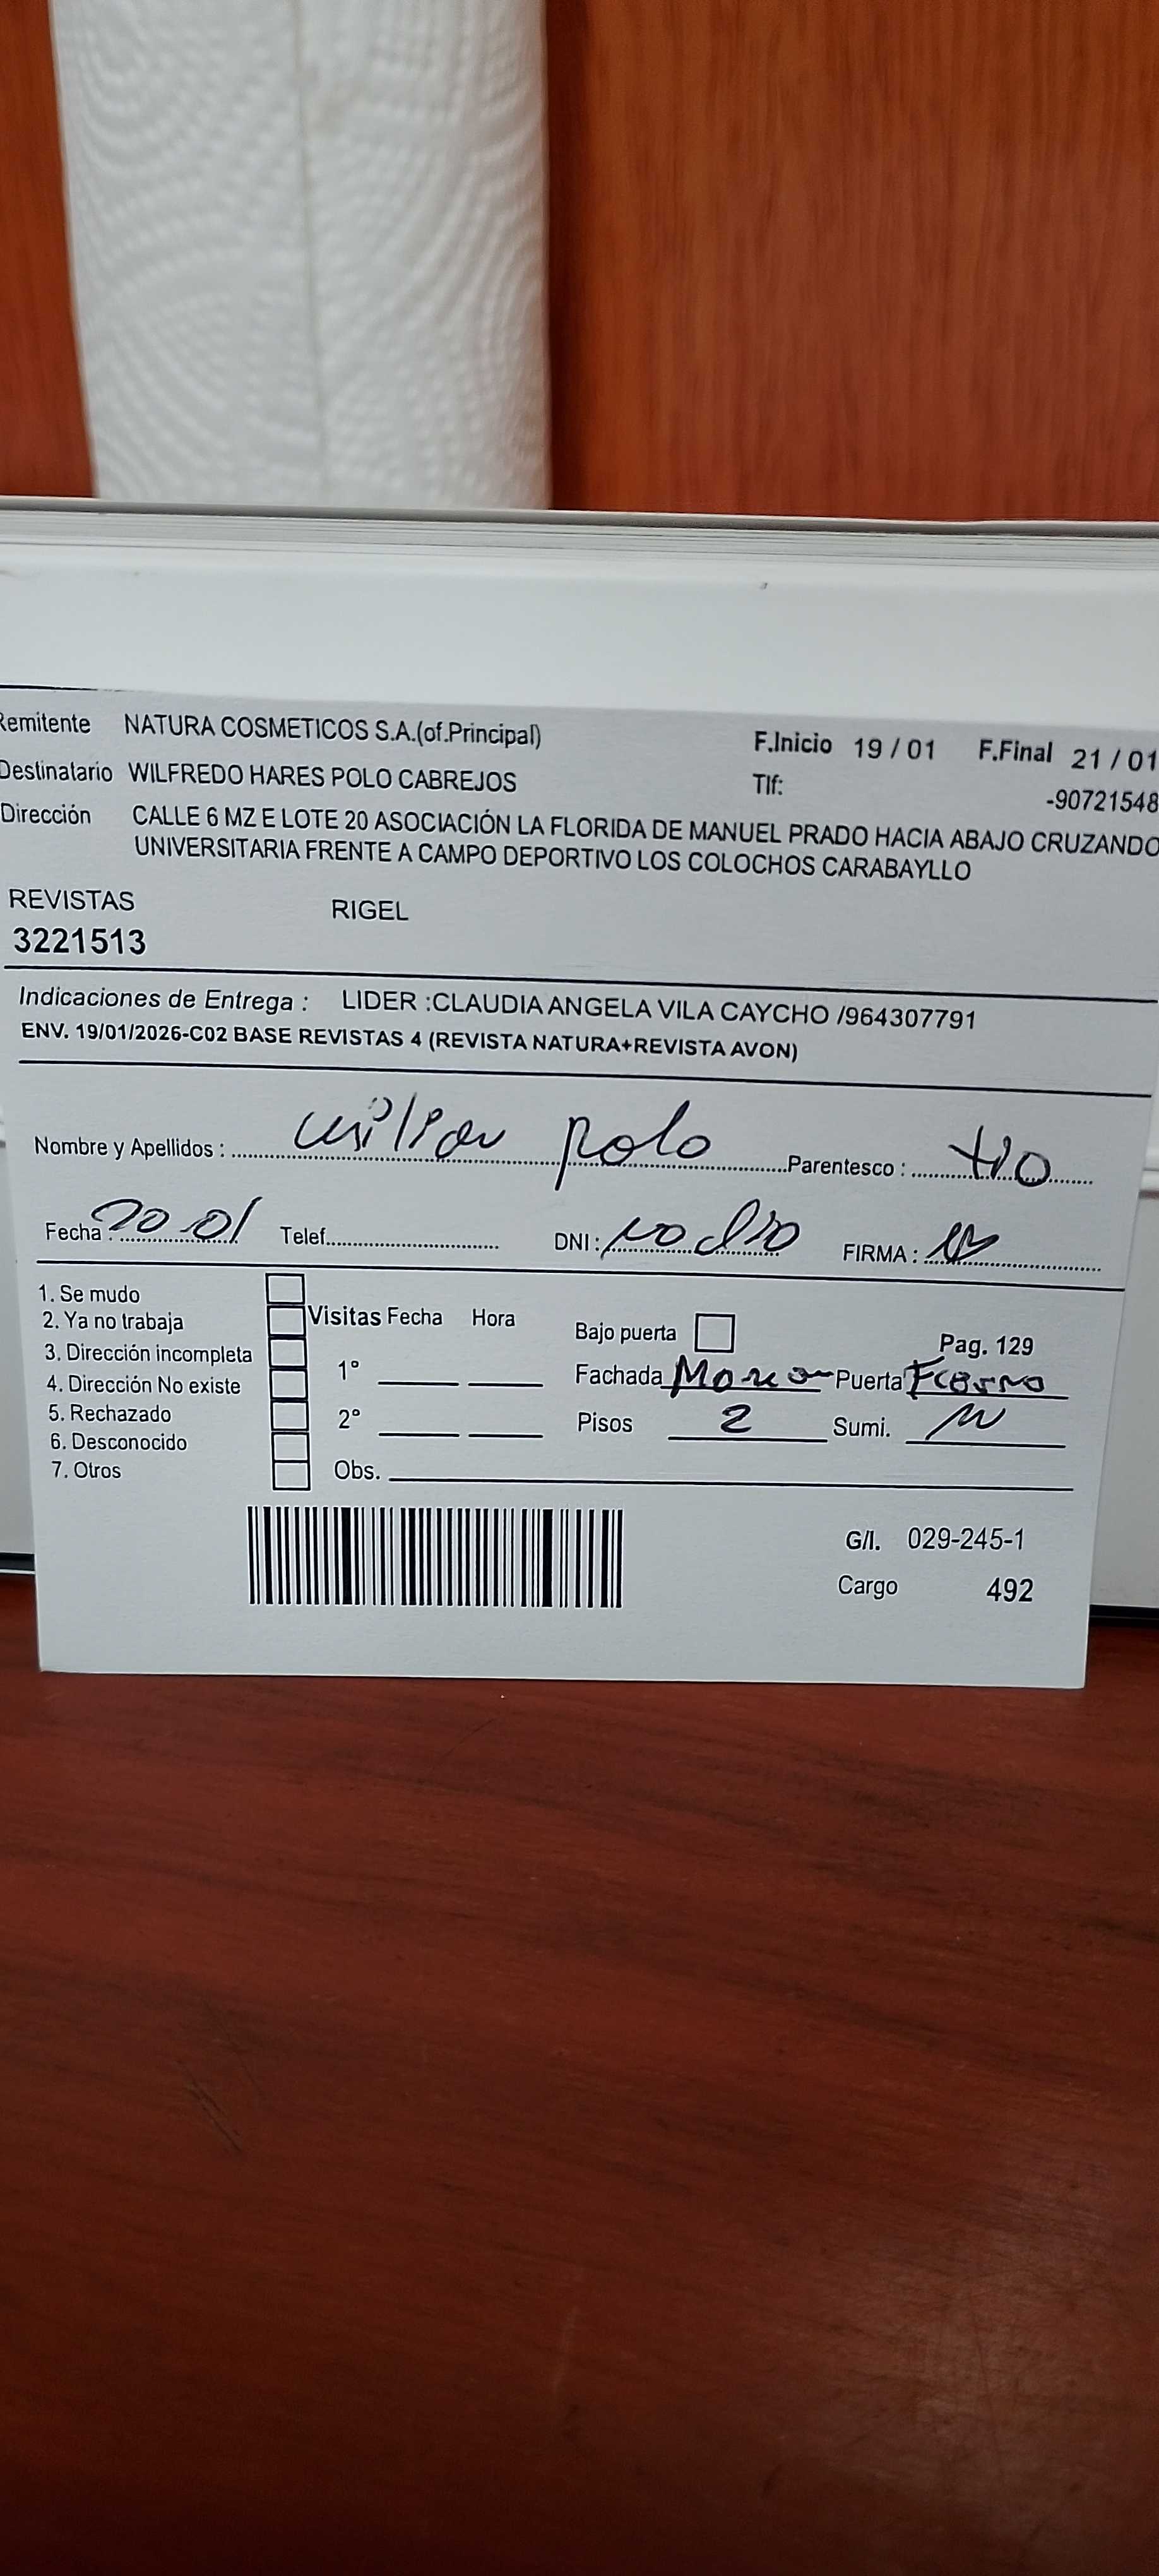 Remitente NATURA COSMETICOS S.A.(of.Principal) F.Inicio 19 / 01 F.Final 21 / 01
Destinatario WILFREDO HARES POLO CABREJOS Tlf: -90721548
Dirección CALLE 6 MZ E LOTE 20 ASOCIACIÓN LA FLORIDA DE MANUEL PRADO HACIA ABAJO CRUZANDO
UNIVERSITARIA FRENTE A CAMPO DEPORTIVO LOS COLOCHOS CARABAYLLO
REVISTAS RIGEL
3221513
Indicaciones de Entrega : LIDER :CLAUDIA ANGELA VILA CAYCHO /964307791
ENV. 19/01/2026-C02 BASE REVISTAS 4 (REVISTA NATURA+REVISTA AVON)
Nombre y Apellidos : polo Parentesco : tio
Fecha : 20 01 Telef. DNI : no dio FIRMA :
1. Se mudo
2. Ya no trabaja Visitas Fecha Hora Bajo puerta Pag. 129
3. Dirección incompleta 1° Fachada Puerta
4. Dirección No existe
5. Rechazado 2° Pisos 2 Sumi.
6. Desconocido
7. Otros Obs.
G/I. 029-245-1
Cargo 492